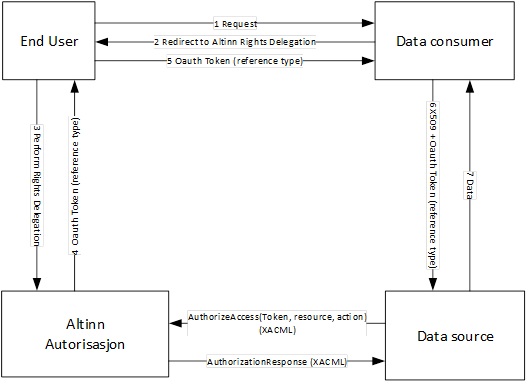 End User
1 Request
2 Redirect to Altinn Rights Delegation
5 Oauth Token (reference type)
Data consumer
3 Perform Rights Delegation
4 Oauth Token (reference type)
6 X509 + Oauth Token (reference type)
7 Data
Altinn
Autorisasjon
AuthorizeAccess(Token, resource, action)
(XACML)
AuthorizationResponse (XACML)
Data source